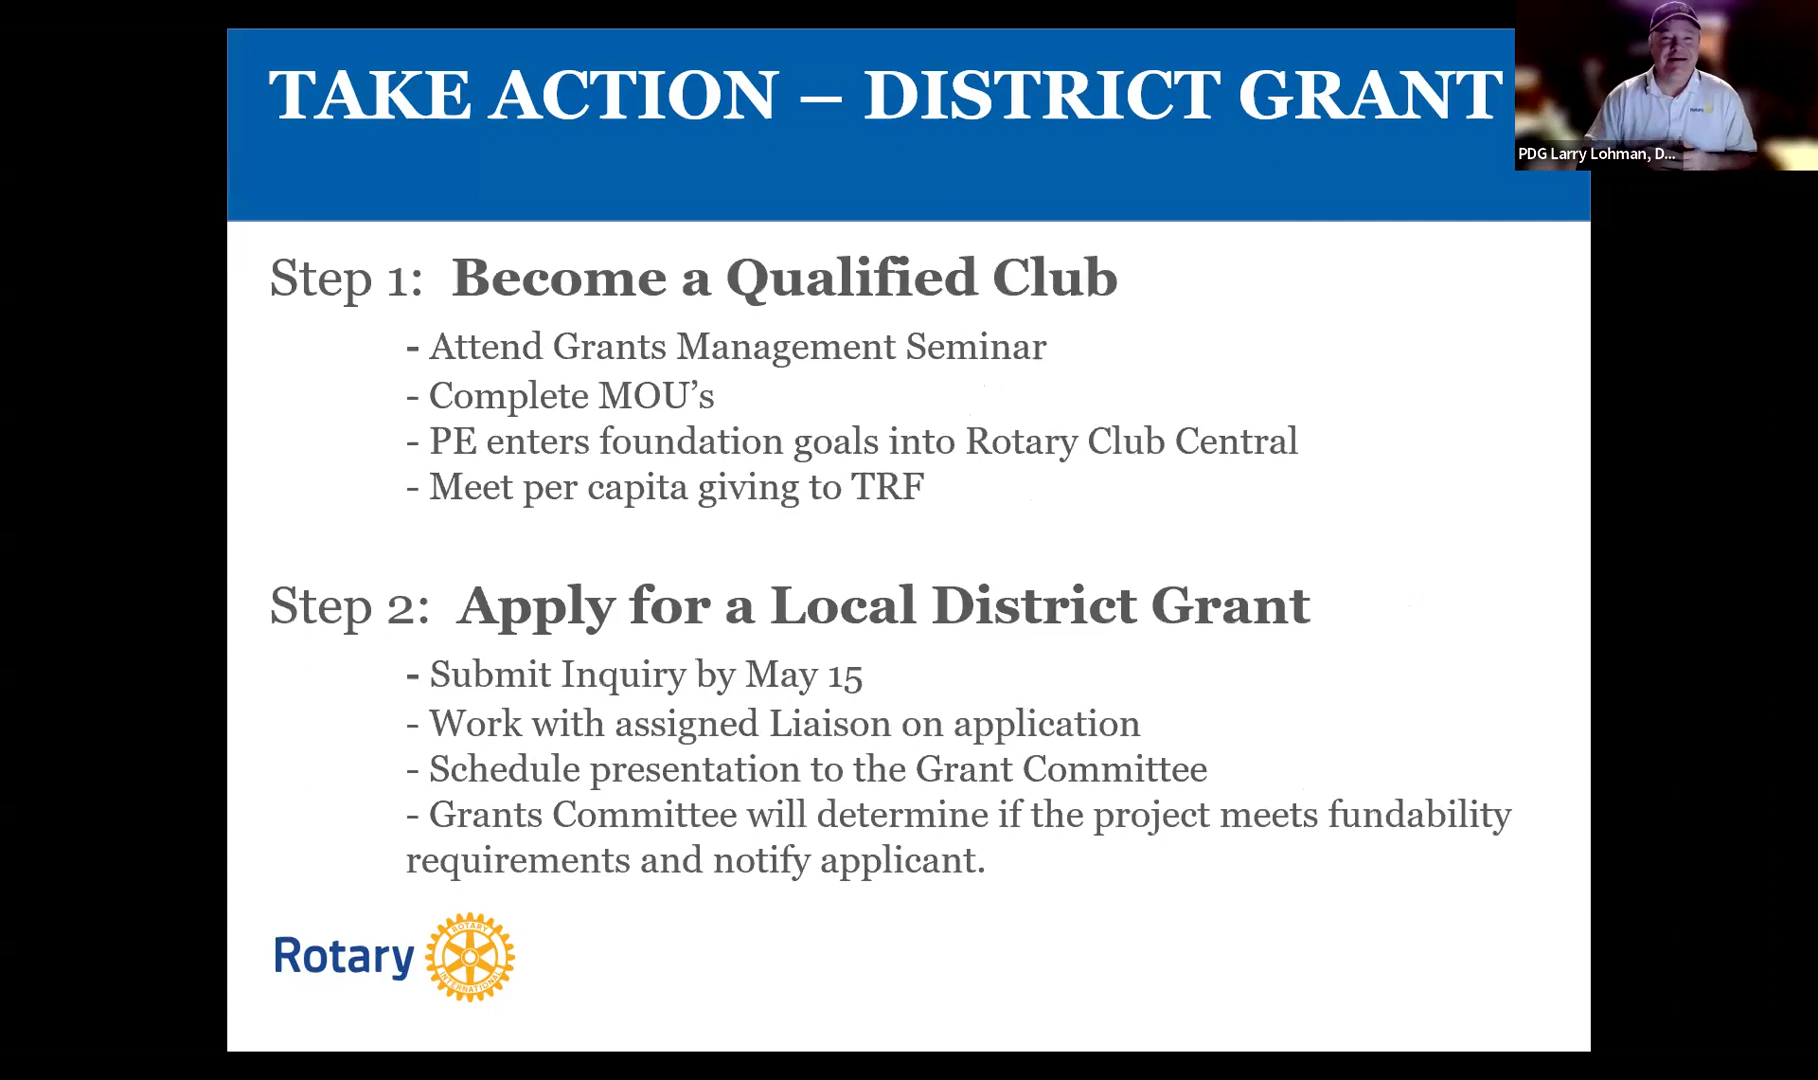 TAKE ACTION – DISTRICT GRANT
PDG Larry Lohman, D...
Rotary
Step 1: Become a Qualified Club
- Attend Grants Management Seminar
- Complete MOU’s
- PE enters foundation goals into Rotary Club Central
- Meet per capita giving to TRF
Step 2: Apply for a Local District Grant
- Submit Inquiry by May 15
- Work with assigned Liaison on application
- Schedule presentation to the Grant Committee
- Grants Committee will determine if the project meets fundability
requirements and notify applicant.
Rotary
ROTARY
INTERNATIONAL